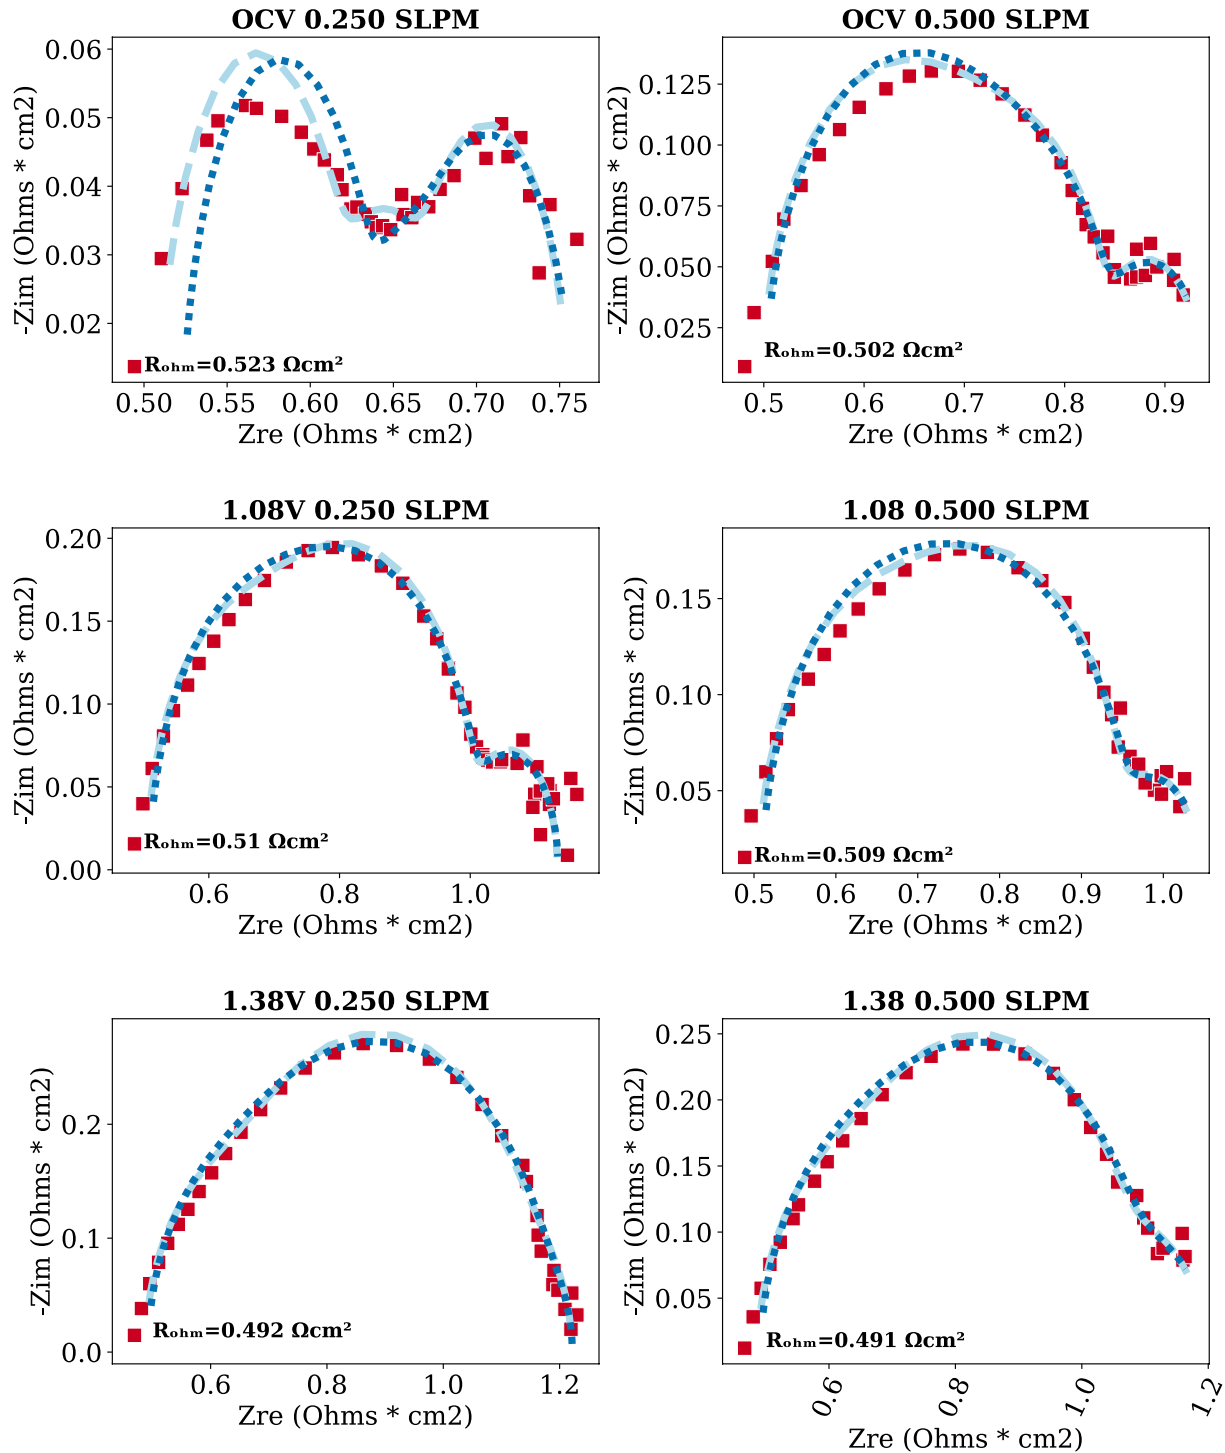 OCV 0.250 SLPM
-Zim (Ohms * cm2)
0.06
0.05
0.04
0.03
0.02
Rₒₕₘ=0.523 Ωcm²
0.50 0.55 0.60 0.65 0.70 0.75
Zre (Ohms * cm2)
OCV 0.500 SLPM
-Zim (Ohms * cm2)
0.125
0.100
0.075
0.050
0.025
Rₒₕₘ=0.502 Ωcm²
0.5 0.6 0.7 0.8 0.9
Zre (Ohms * cm2)
1.08V 0.250 SLPM
-Zim (Ohms * cm2)
0.20
0.15
0.10
0.05
0.00
Rₒₕₘ=0.51 Ωcm²
0.6 0.8 1.0
Zre (Ohms * cm2)
1.08 0.500 SLPM
-Zim (Ohms * cm2)
0.15
0.10
0.05
Rₒₕₘ=0.509 Ωcm²
0.5 0.6 0.7 0.8 0.9 1.0
Zre (Ohms * cm2)
1.38V 0.250 SLPM
-Zim (Ohms * cm2)
0.2
0.1
0.0
Rₒₕₘ=0.492 Ωcm²
0.6 0.8 1.0 1.2
Zre (Ohms * cm2)
1.38 0.500 SLPM
-Zim (Ohms * cm2)
0.25
0.20
0.15
0.10
0.05
Rₒₕₘ=0.491 Ωcm²
0.6 0.8 1.0 1.2
Zre (Ohms * cm2)